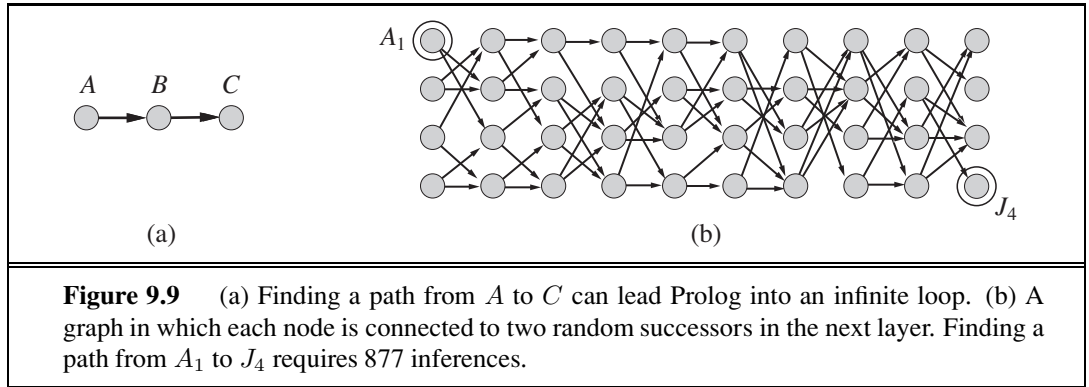 A₁
A B C
J₄
(a) (b)
Figure 9.9 (a) Finding a path from A to C can lead Prolog into an infinite loop. (b) A
graph in which each node is connected to two random successors in the next layer. Finding a
path from A₁ to J₄ requires 877 inferences.